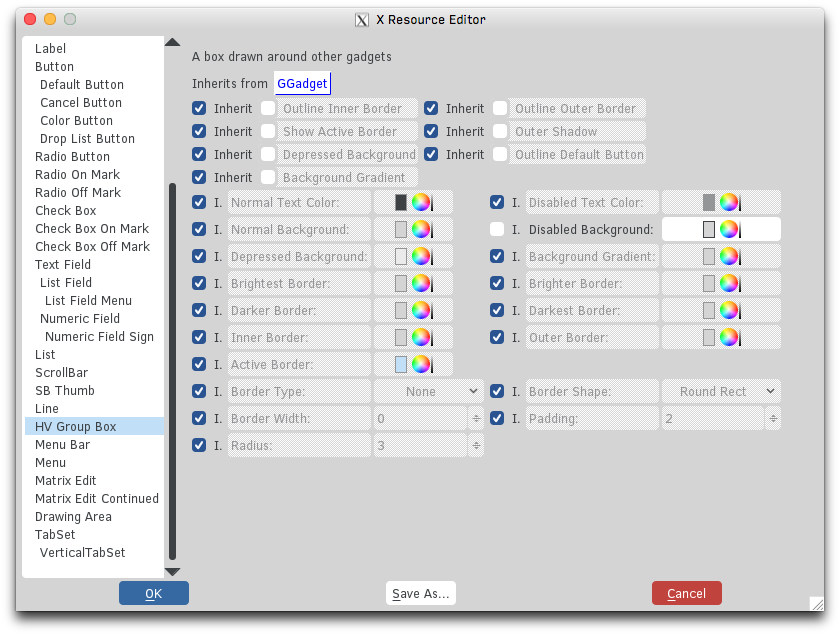 X Resource Editor
Label
Button
Default Button
Cancel Button
Color Button
Drop List Button
Radio Button
Radio On Mark
Radio Off Mark
Check Box
Check Box On Mark
Check Box Off Mark
Text Field
List Field
List Field Menu
Numeric Field
Numeric Field Sign
List
ScrollBar
SB Thumb
Line
HV Group Box
Menu Bar
Menu
Matrix Edit
Matrix Edit Continued
Drawing Area
TabSet
VerticalTabSet
A box drawn around other gadgets
Inherits from GGadget
Inherit Outline Inner Border Inherit Outline Outer Border
Inherit Show Active Border Inherit Outer Shadow
Inherit Depressed Background Inherit Outline Default Button
Inherit Background Gradient
I. Normal Text Color: I. Disabled Text Color:
I. Normal Background: I. Disabled Background:
I. Depressed Background: I. Background Gradient:
I. Brightest Border: I. Brighter Border:
I. Darker Border: I. Darkest Border:
I. Inner Border: I. Outer Border:
I. Active Border:
I. Border Type: None I. Border Shape: Round Rect
I. Border Width: 0 I. Padding: 2
I. Radius: 3
OK Save As... Cancel